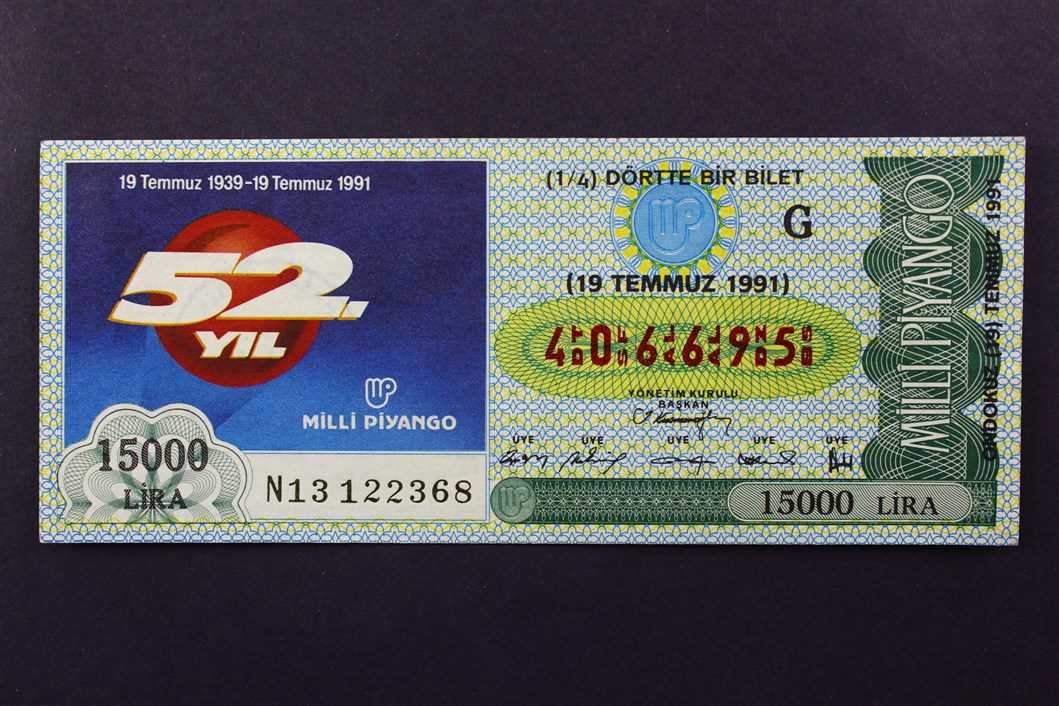 19 Temmuz 1939-19 Temmuz 1991
52.
YIL
MİLLİ PİYANGO
15000
LİRA
N13 122368
(1/4) DÖRTTE BİR BİLET
G
(19 TEMMUZ 1991)
4 0 6 6 9 5
YÖNETİM KURULU
BAŞKAN
ÜYE ÜYE ÜYE ÜYE ÜYE
15000 LİRA
MİLLİ PİYANGO
ONDOKUZ (19) TEMMUZ 1991